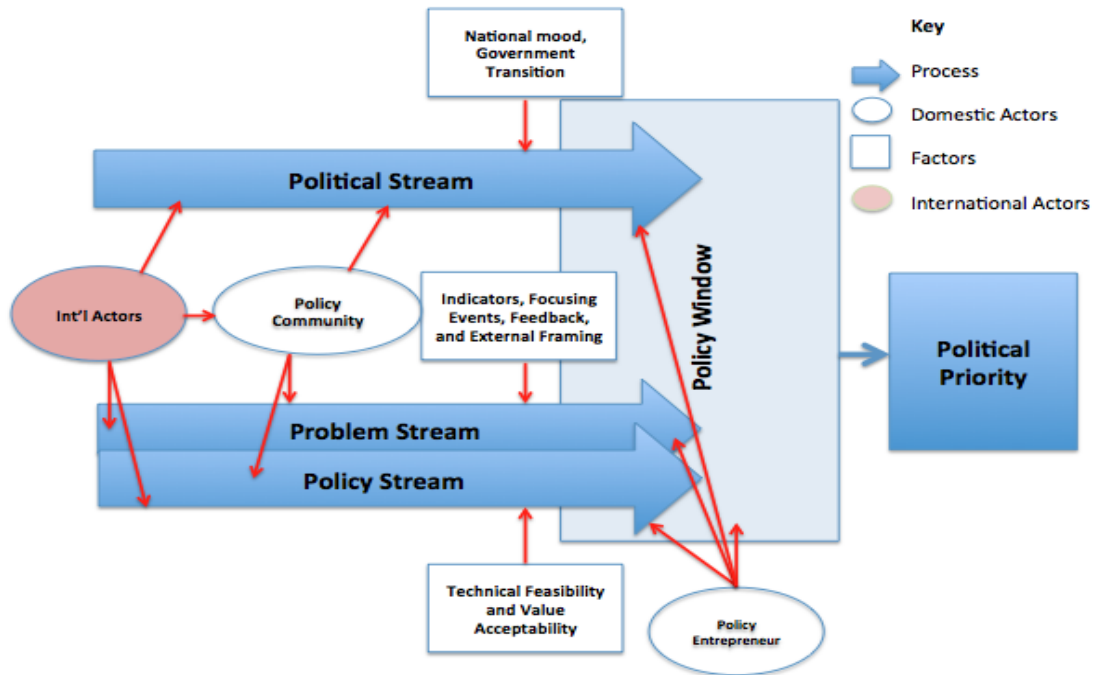 National mood,
Government
Transition
Key
Process
Domestic Actors
Factors
International Actors
Political Stream
Int'l Actors
Policy
Community
Indicators, Focusing
Events, Feedback,
and External Framing
Policy Window
Political
Priority
Problem Stream
Policy Stream
Technical Feasibility
and Value
Acceptability
Policy
Entrepreneur